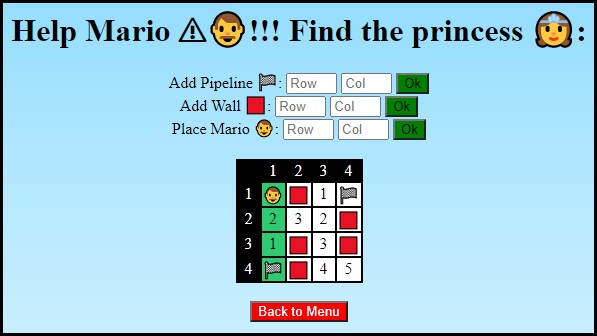 Help Mario ⚠👨!!! Find the princess 👸:
Add Pipeline 🏁: Row Col Ok
Add Wall 🟥: Row Col Ok
Place Mario 👨: Row Col Ok
1 2 3 4
1 👨 🟥 1 🏁
2 2 3 2 🟥
3 1 🟥 3 🟥
4 🏁 🟥 4 5
Back to Menu